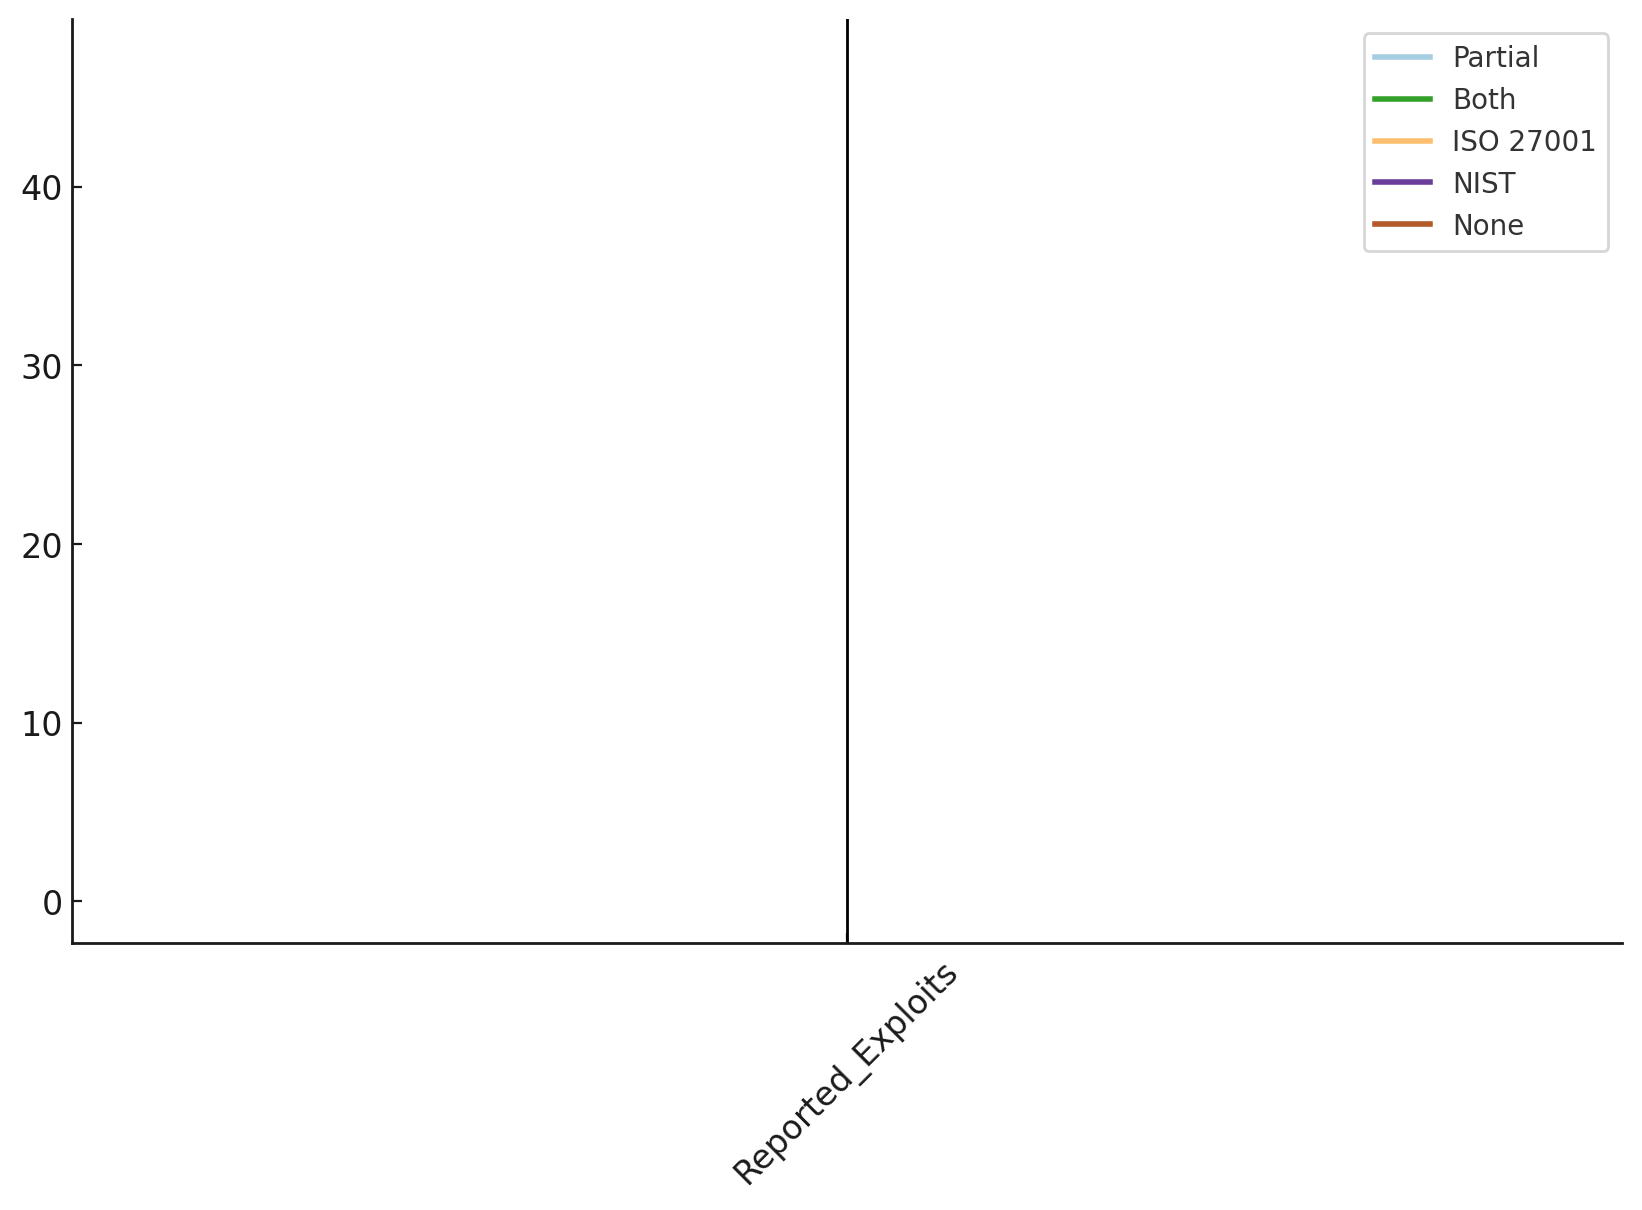 Partial
Both
ISO 27001
NIST
None
40
30
20
10
0
Reported_Exploits